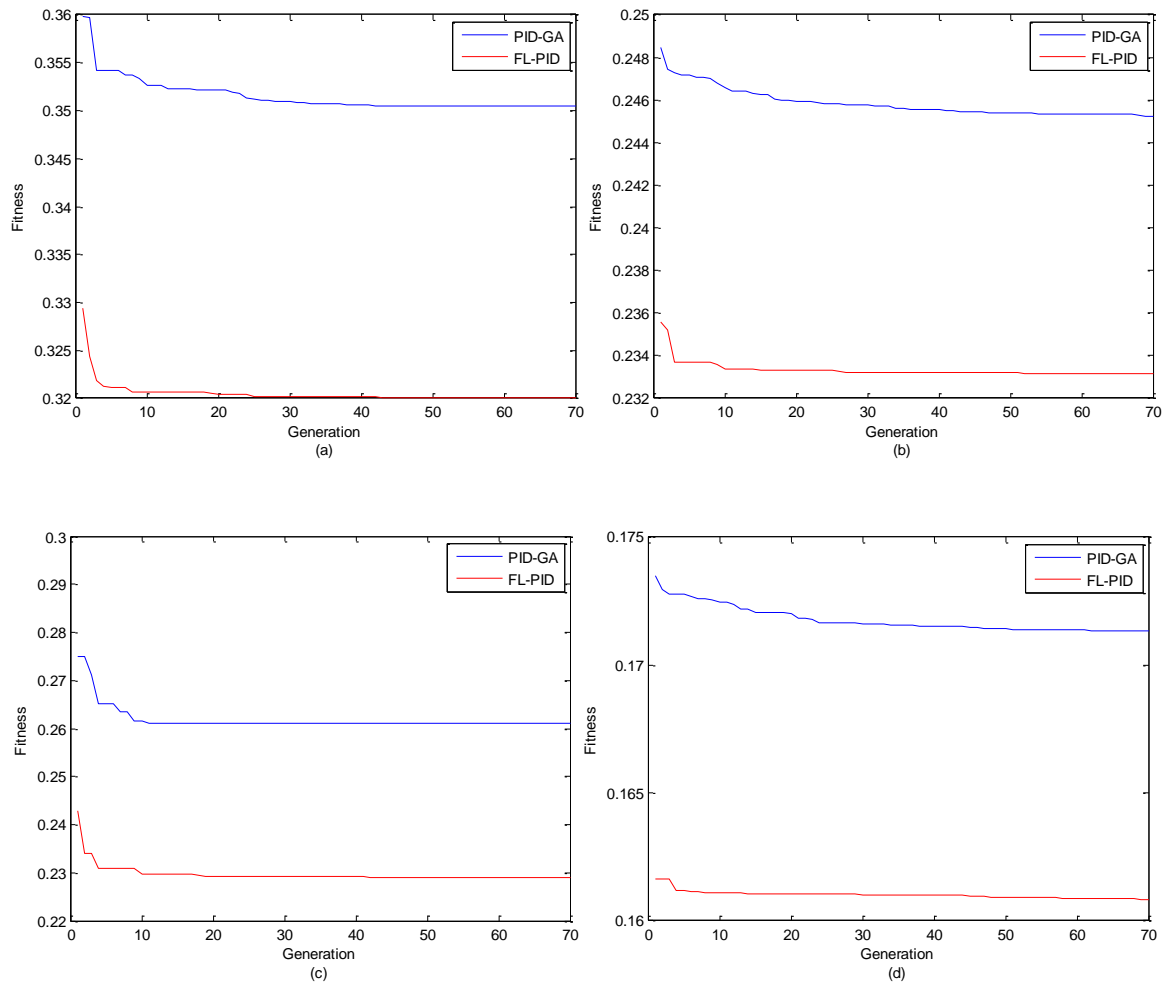 0.36
0.355
0.35
0.345
0.34
0.335
0.33
0.325
0.32
Fitness
0 10 20 30 40 50 60 70
Generation
(a)
PID-GA
FL-PID
0.25
0.248
0.246
0.244
0.242
0.24
0.238
0.236
0.234
0.232
Fitness
0 10 20 30 40 50 60 70
Generation
(b)
PID-GA
FL-PID
0.3
0.29
0.28
0.27
0.26
0.25
0.24
0.23
0.22
Fitness
0 10 20 30 40 50 60 70
Generation
(c)
PID-GA
FL-PID
0.175
0.17
0.165
0.16
Fitness
0 10 20 30 40 50 60 70
Generation
(d)
PID-GA
FL-PID